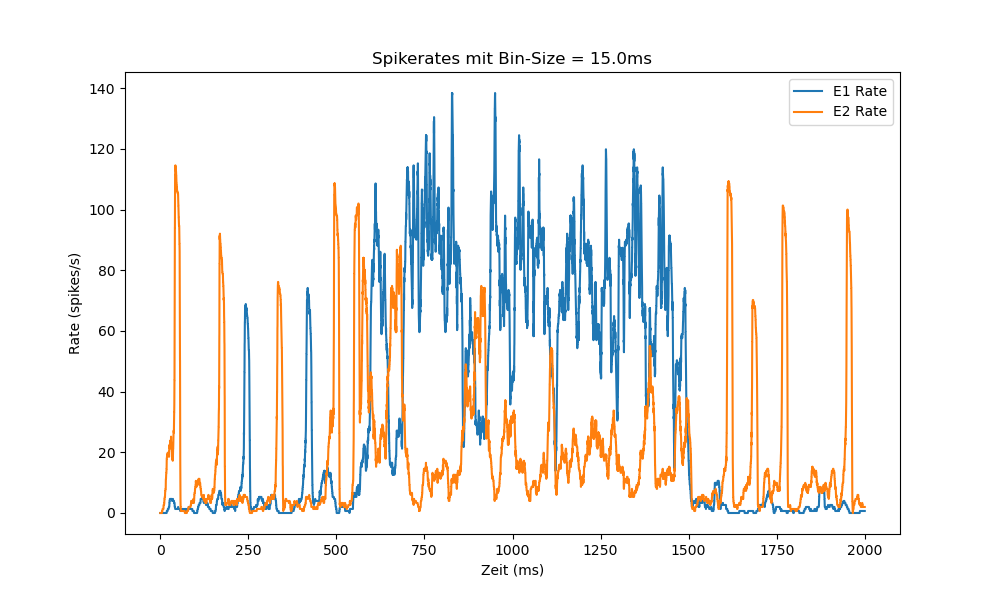 Spikerates mit Bin-Size = 15.0ms
E1 Rate
E2 Rate
140
120
100
80
60
40
20
0
Rate (spikes/s)
0 250 500 750 1000 1250 1500 1750 2000
Zeit (ms)